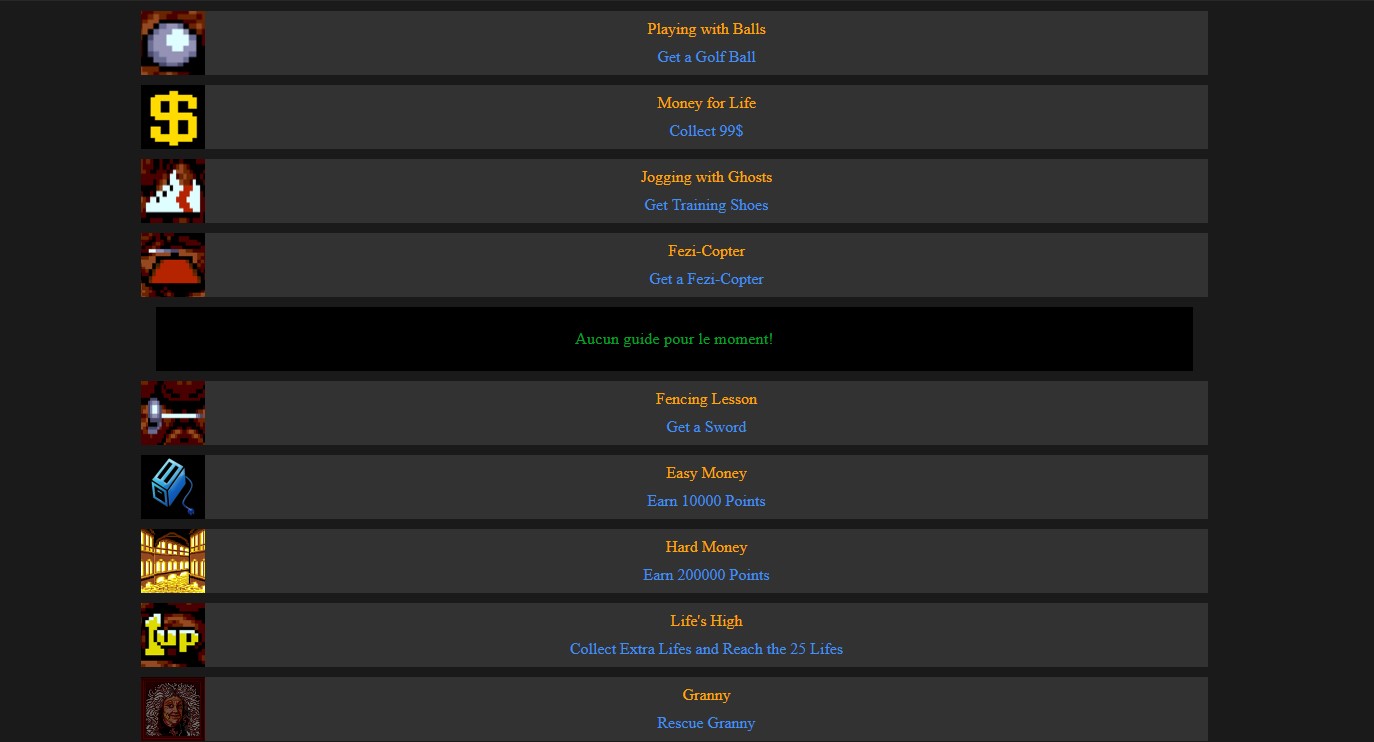 Playing with Balls
Get a Golf Ball
$
Money for Life
Collect 99$
Jogging with Ghosts
Get Training Shoes
Fezi-Copter
Get a Fezi-Copter
Aucun guide pour le moment!
Fencing Lesson
Get a Sword
Easy Money
Earn 10000 Points
Hard Money
Earn 200000 Points
1up
Life's High
Collect Extra Lifes and Reach the 25 Lifes
Granny
Rescue Granny